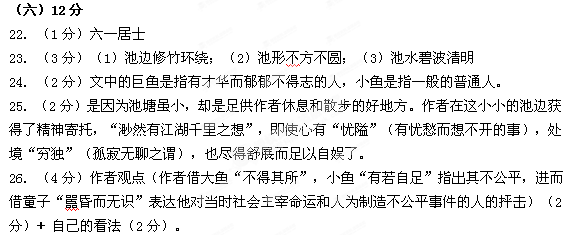 （六）12分
22. （1分）六一居士
23. （3分）（1）池边修竹环绕；（2）池形不方不圆；（3）池水碧波清明
24. （2分）文中的巨鱼是指有才华而郁郁不得志的人，小鱼是指一般的普通人。
25. （2分）是因为池塘虽小，却是足供作者休息和散步的好地方。作者在这小小的池边获
得了精神寄托，“渺然有江湖千里之想”，即使心有“忧隘”（有忧愁而想不开的事），处
境“穷独”（孤寂无聊之谓），也尽得舒展而足以自娱了。
26. （4分）作者观点（作者借大鱼“不得其所”，小鱼“有若自足”指出其不公平，进而
借童子“嚚昏而无识”表达他对当时社会主宰命运和人为制造不公平事件的人的抨击）（2
分）+ 自己的看法（2分）。